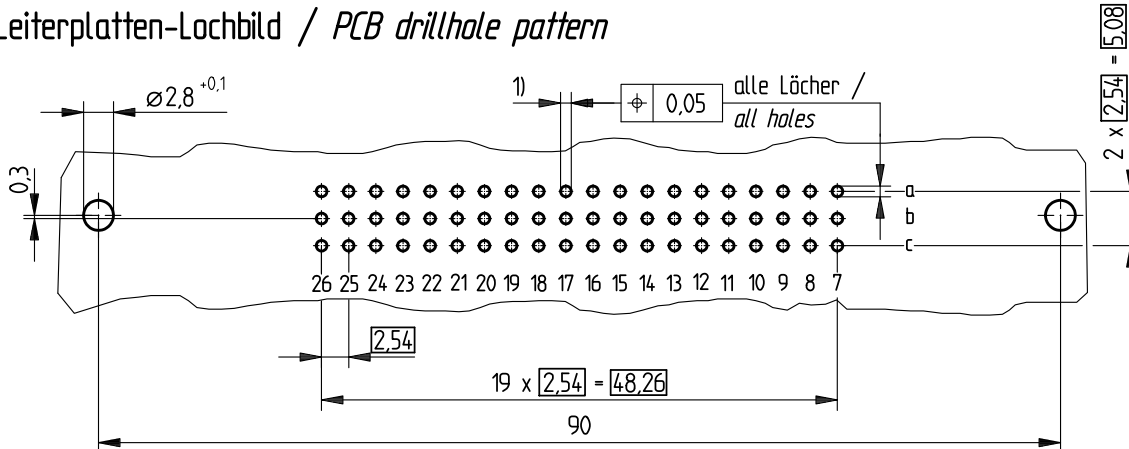 Leiterplatten-Lochbild / PCB drillhole pattern
⌀2,8 +0,1
1)
⌖ 0,05
alle Löcher /
all holes
2 x 2,54 = 5,08
0,3
a
b
c
26 25 24 23 22 21 20 19 18 17 16 15 14 13 12 11 10 9 8 7
2,54
19 x 2,54 = 48,26
90